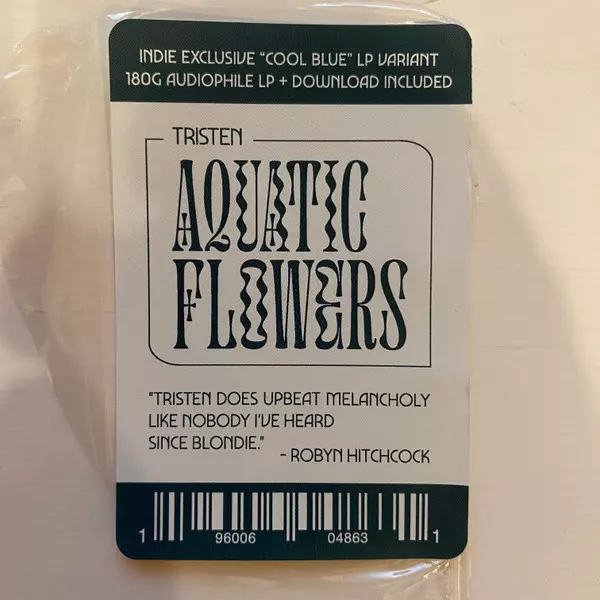 INDIE EXCLUSIVE "COOL BLUE" LP VARIANT
180G AUDIOPHILE LP + DOWNLOAD INCLUDED
TRISTEN
AQUATIC
FLOWERS
"TRISTEN DOES UPBEAT MELANCHOLY
LIKE NOBODY I'VE HEARD
SINCE BLONDIE."
- ROBYN HITCHCOCK
1 96006 04863 1